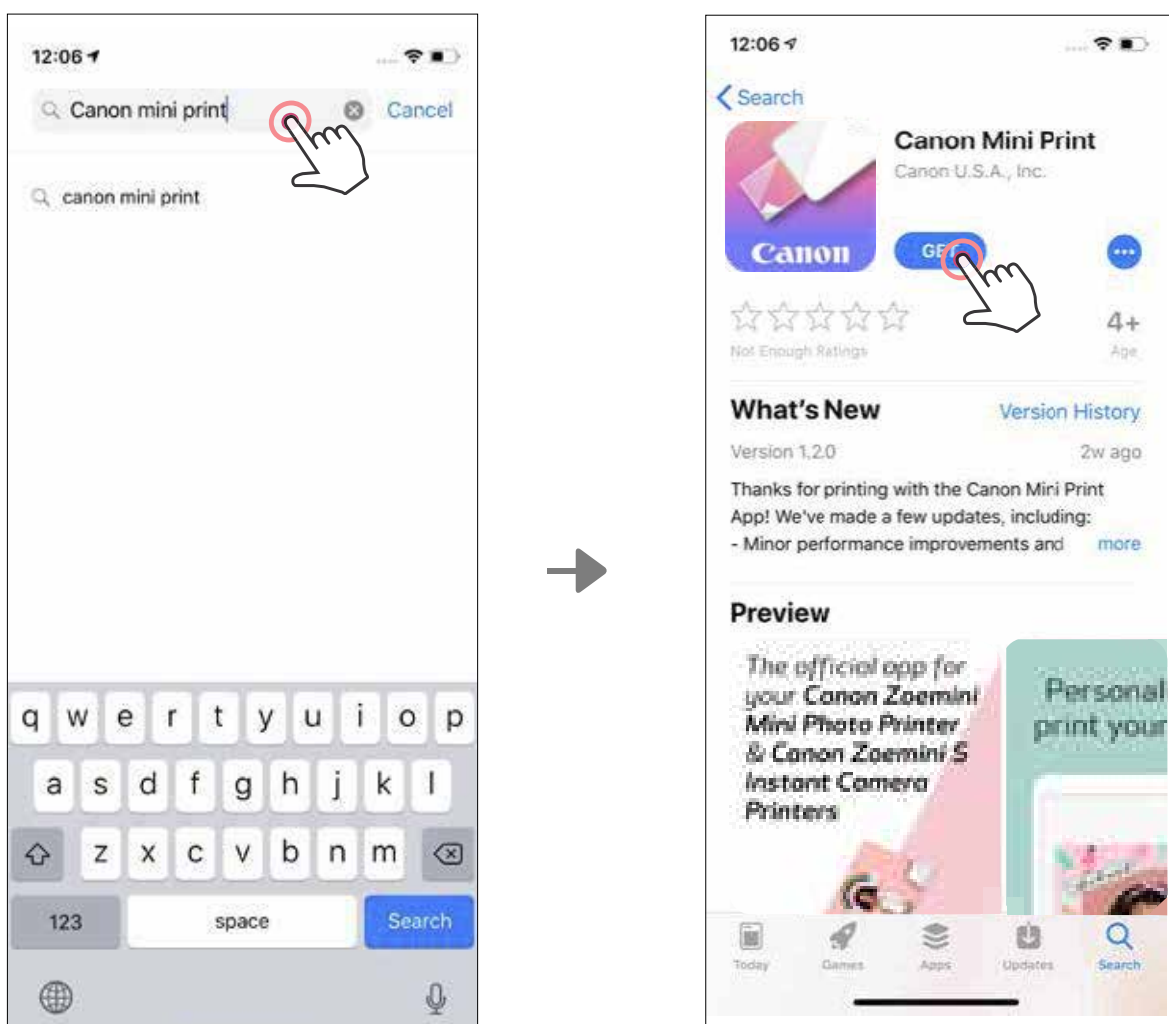 12:06
Canon mini print
Cancel
canon mini print
q w e r t y u i o p
a s d f g h j k l
z x c v b n m
123 space Search
12:06
Search
Canon Mini Print
Canon U.S.A., Inc.
Canon
GET
4+
Not Enough Ratings
Age
What's New
Version History
Version 1.2.0
2w ago
Thanks for printing with the Canon Mini Print
App! We've made a few updates, including:
- Minor performance improvements and more
Preview
The official app for
your Canon Zoemini
Mini Photo Printer
& Canon Zoemini S
Instant Camera
Printers
Personal
print your
Today Games Apps Updates Search